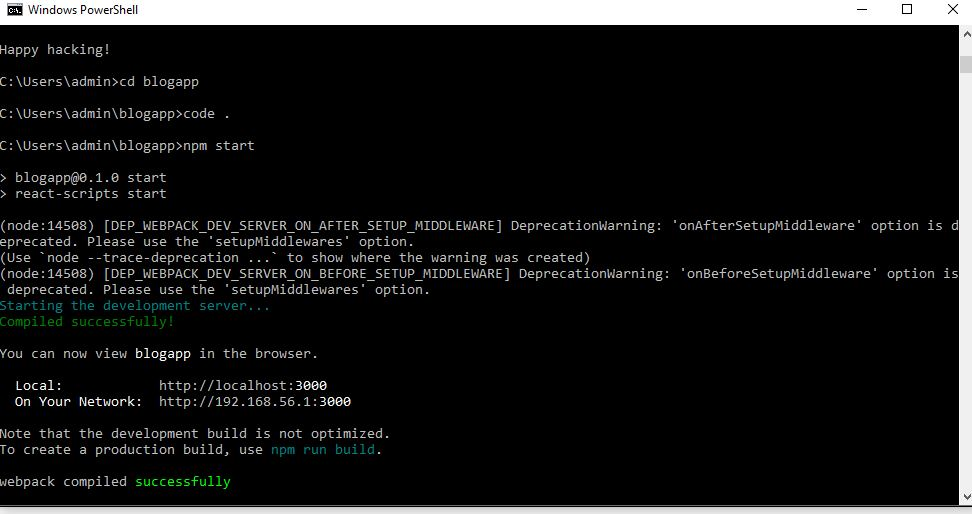 Windows PowerShell
Happy hacking!
C:\Users\admin>cd blogapp
C:\Users\admin\blogapp>code .
C:\Users\admin\blogapp>npm start
> blogapp@0.1.0 start
> react-scripts start
(node:14508) [DEP_WEBPACK_DEV_SERVER_ON_AFTER_SETUP_MIDDLEWARE] DeprecationWarning: 'onAfterSetupMiddleware' option is d
eprecated. Please use the 'setupMiddlewares' option.
(Use `node --trace-deprecation ...` to show where the warning was created)
(node:14508) [DEP_WEBPACK_DEV_SERVER_ON_BEFORE_SETUP_MIDDLEWARE] DeprecationWarning: 'onBeforeSetupMiddleware' option is
 deprecated. Please use the 'setupMiddlewares' option.
Starting the development server...
Compiled successfully!
You can now view blogapp in the browser.
  Local:            http://localhost:3000
  On Your Network:  http://192.168.56.1:3000
Note that the development build is not optimized.
To create a production build, use npm run build.
webpack compiled successfully